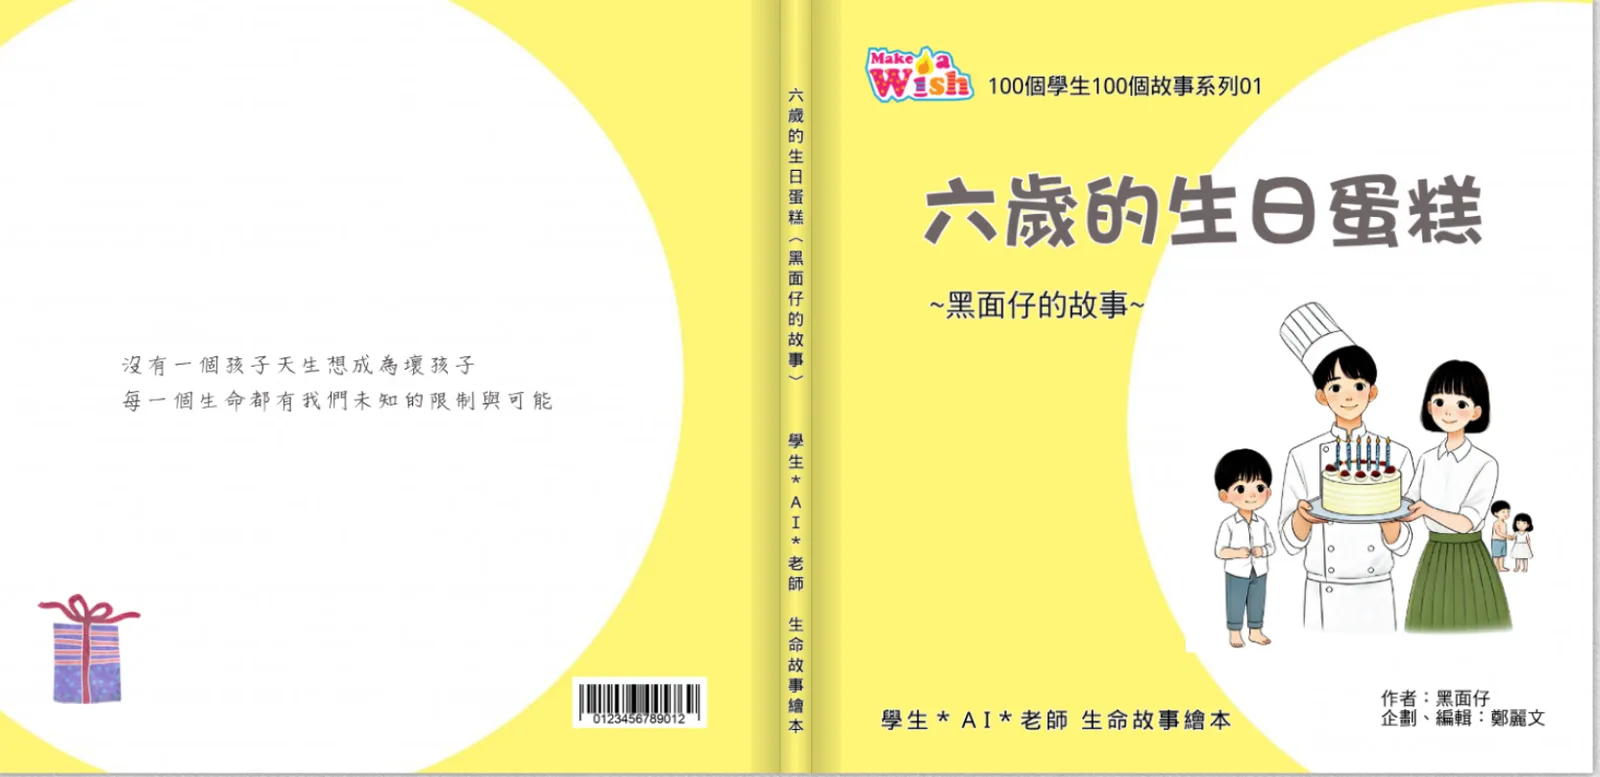 沒有一個孩子天生想成為壞孩子
每一個生命都有我們未知的限制與可能
0123456789012
六歲的生日蛋糕（黑面仔的故事） 學生*AI*老師 生命故事繪本
Make a Wish
100個學生100個故事系列01
六歲的生日蛋糕
~黑面仔的故事~
學生*AI*老師 生命故事繪本
作者：黑面仔
企劃、編輯：鄭麗文